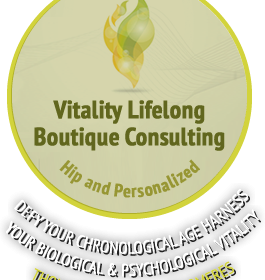 Vitality Lifelong
Boutique Consulting
Hip and Personalized
DEFY YOUR CHRONOLOGICAL AGE HARNESS
YOUR BIOLOGICAL & PSYCHOLOGICAL VITALITY